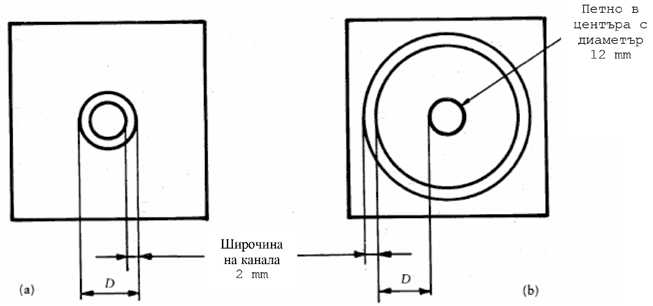 Петно в
центъра с
диаметър
12 mm
Широчина
на канала
2 mm
(a)
D
D
(b)